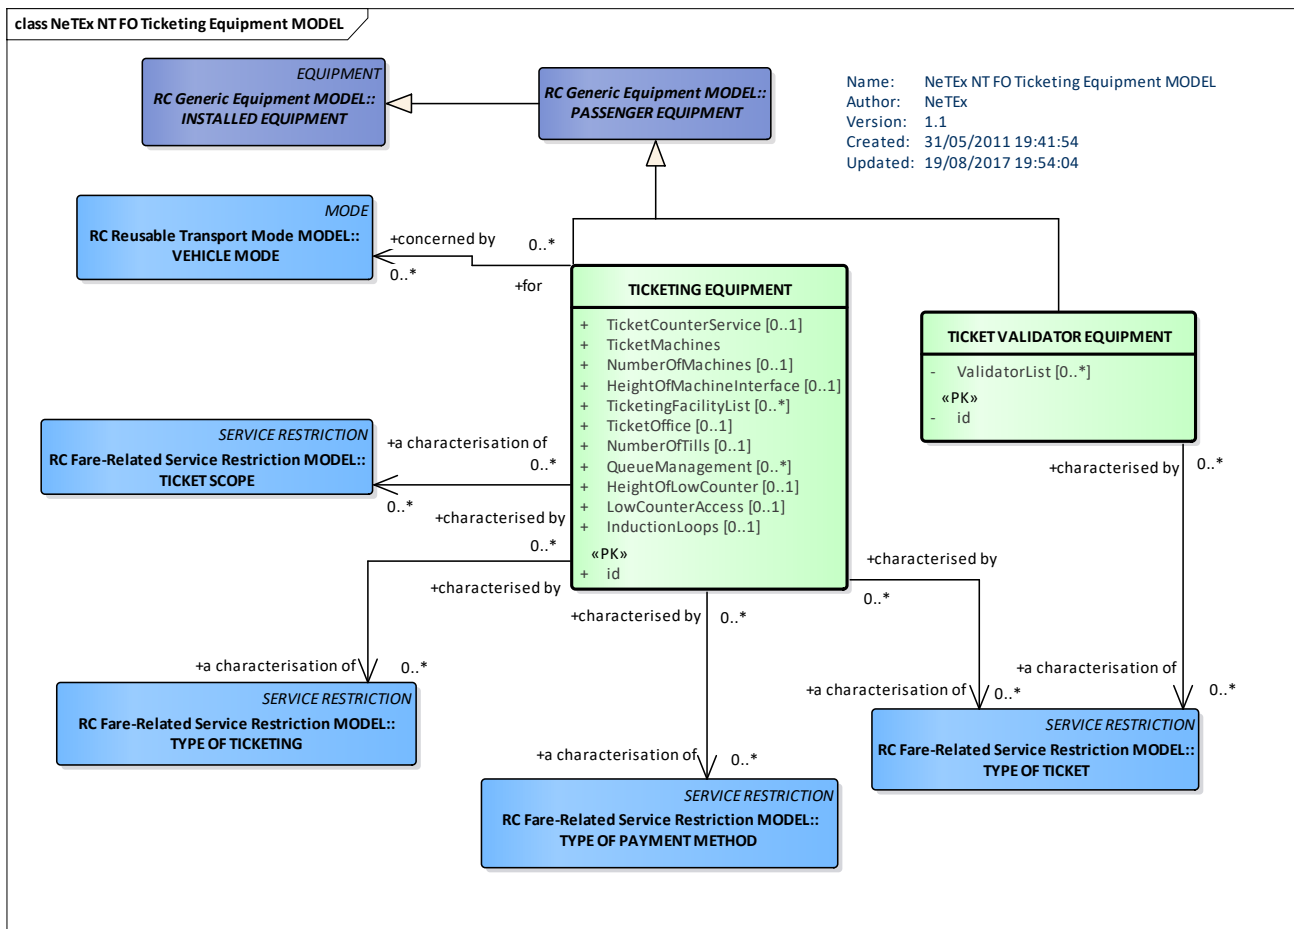 class NeTEx NT FO Ticketing Equipment MODEL
EQUIPMENT
RC Generic Equipment MODEL::
INSTALLED EQUIPMENT
RC Generic Equipment MODEL::
PASSENGER EQUIPMENT
Name: NeTEx NT FO Ticketing Equipment MODEL
Author: NeTEx
Version: 1.1
Created: 31/05/2011 19:41:54
Updated: 19/08/2017 19:54:04
MODE
RC Reusable Transport Mode MODEL::
VEHICLE MODE
+concerned by
0..*
0..*
+for
TICKETING EQUIPMENT
+ TicketCounterService [0..1]
+ TicketMachines
+ NumberOfMachines [0..1]
+ HeightOfMachineInterface [0..1]
+ TicketingFacilityList [0..*]
+ TicketOffice [0..1]
+ NumberOfTills [0..1]
+ QueueManagement [0..*]
+ HeightOfLowCounter [0..1]
+ LowCounterAccess [0..1]
+ InductionLoops [0..1]
«PK»
+ id
TICKET VALIDATOR EQUIPMENT
- ValidatorList [0..*]
«PK»
- id
SERVICE RESTRICTION
RC Fare-Related Service Restriction MODEL::
TICKET SCOPE
+a characterisation of
0..*
0..*
+characterised by
0..*
+characterised by
+a characterisation of
0..*
+characterised by
0..*
+characterised by
0..*
+characterised by
0..*
+a characterisation of
0..*
+a characterisation of
0..*
+a characterisation of
0..*
SERVICE RESTRICTION
RC Fare-Related Service Restriction MODEL::
TYPE OF TICKETING
SERVICE RESTRICTION
RC Fare-Related Service Restriction MODEL::
TYPE OF PAYMENT METHOD
SERVICE RESTRICTION
RC Fare-Related Service Restriction MODEL::
TYPE OF TICKET